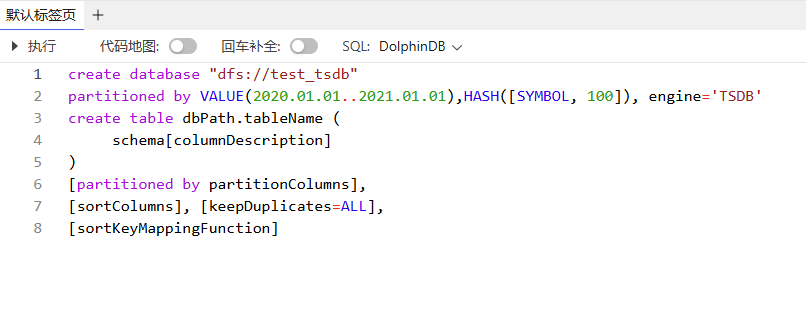 默认标签页 +
执行 代码地图: 回车补全: SQL: DolphinDB
1 create database "dfs://test_tsdb"
2 partitioned by VALUE(2020.01.01..2021.01.01),HASH([SYMBOL, 100]), engine='TSDB'
3 create table dbPath.tableName (
4 schema[columnDescription]
5 )
6 [partitioned by partitionColumns],
7 [sortColumns], [keepDuplicates=ALL],
8 [sortKeyMappingFunction]